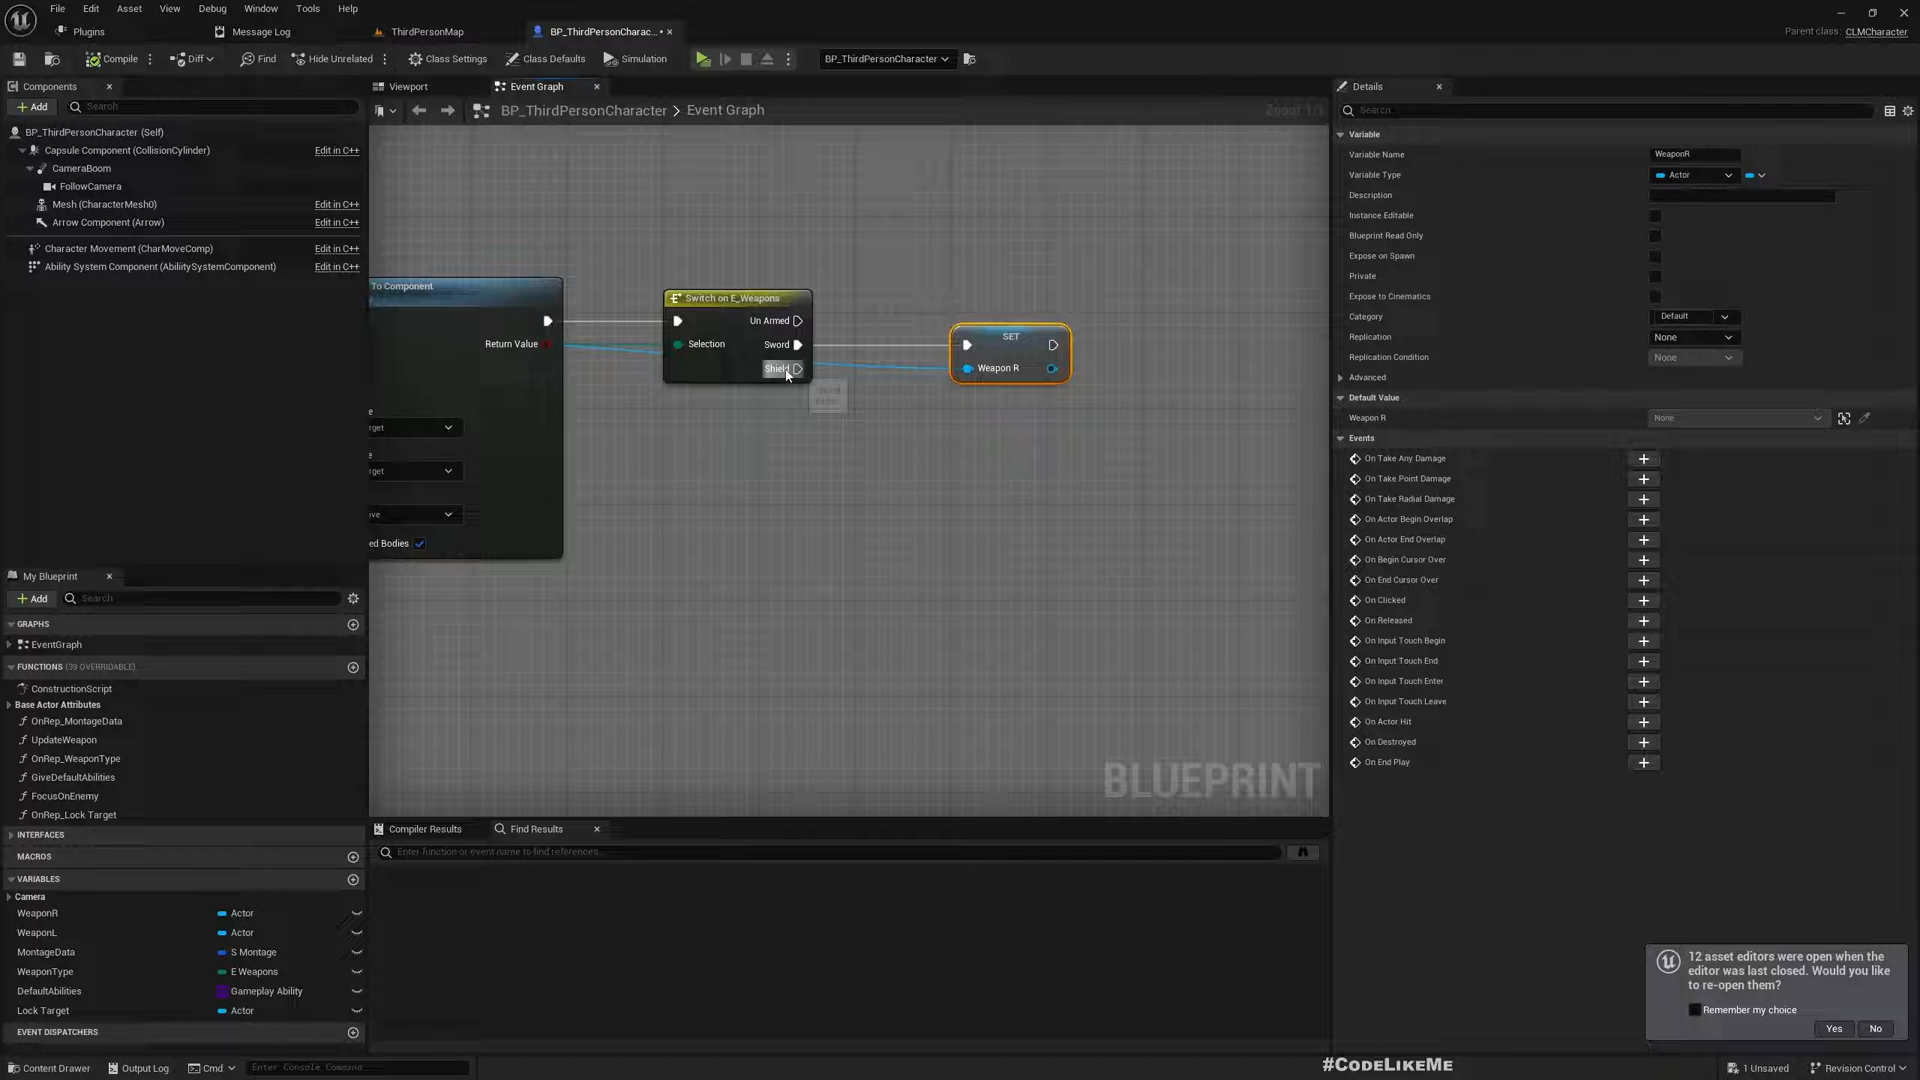 File Edit Asset View Debug Window Tools Help
Plugins Message Log ThirdPersonMap BP_ThirdPersonCharac... •
Parent class: CLMCharacter
Compile Diff Find Hide Unrelated Class Settings Class Defaults Simulation BP_ThirdPersonCharacter
Components
Add Search
BP_ThirdPersonCharacter (Self)
Capsule Component (CollisionCylinder) Edit in C++
CameraBoom
FollowCamera
Mesh (CharacterMesh0) Edit in C++
Arrow Component (Arrow) Edit in C++
Character Movement (CharMoveComp) Edit in C++
Ability System Component (AbilitySystemComponent) Edit in C++
My Blueprint
Add Search
GRAPHS
EventGraph
FUNCTIONS (39 OVERRIDABLE)
ConstructionScript
Base Actor Attributes
OnRep_MontageData
UpdateWeapon
OnRep_WeaponType
GiveDefaultAbilities
FocusOnEnemy
OnRep_Lock Target
INTERFACES
MACROS
VARIABLES
Camera
WeaponR Actor
WeaponL Actor
MontageData S Montage
WeaponType E Weapons
DefaultAbilities Gameplay Ability
Lock Target Actor
EVENT DISPATCHERS
Viewport Event Graph
BP_ThirdPersonCharacter > Event Graph
Zoom 1:1
To Component
Return Value
e
rget
e
rget
ive
ed Bodies
Switch on E_Weapons
Un Armed
Selection Sword
Shield
SET
Weapon R
BLUEPRINT
Compiler Results Find Results
Enter function or event name to find references...
Details
Search
Variable
Variable Name WeaponR
Variable Type Actor
Description
Instance Editable
Blueprint Read Only
Expose on Spawn
Private
Expose to Cinematics
Category Default
Replication None
Replication Condition None
Advanced
Default Value
Weapon R None
Events
On Take Any Damage
On Take Point Damage
On Take Radial Damage
On Actor Begin Overlap
On Actor End Overlap
On Begin Cursor Over
On End Cursor Over
On Clicked
On Released
On Input Touch Begin
On Input Touch End
On Input Touch Enter
On Input Touch Leave
On Actor Hit
On Destroyed
On End Play
12 asset editors were open when the
editor was last closed. Would you like
to re-open them?
Remember my choice
Yes No
Content Drawer Output Log Cmd Enter Console Command
#CodeLikeMe
1 Unsaved Revision Control